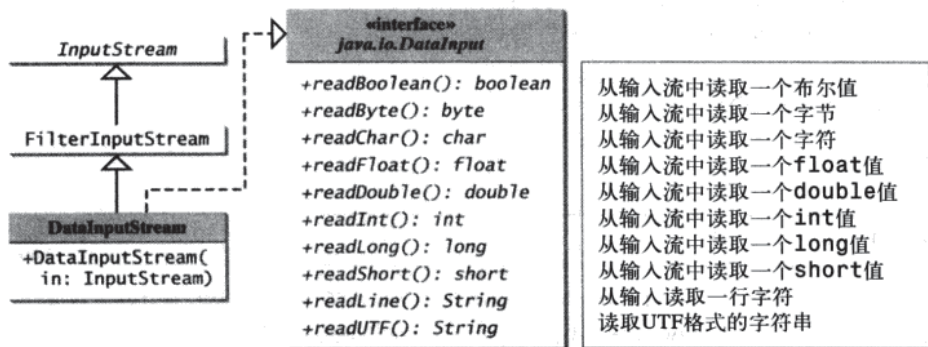 InputStream
FilterInputStream
DataInputStream
+DataInputStream(
in: InputStream)
«interface»
java.io.DataInput
+readBoolean(): boolean
+readByte(): byte
+readChar(): char
+readFloat(): float
+readDouble(): double
+readInt(): int
+readLong(): long
+readShort(): short
+readLine(): String
+readUTF(): String
从输入流中读取一个布尔值
从输入流中读取一个字节
从输入流中读取一个字符
从输入流中读取一个float值
从输入流中读取一个double值
从输入流中读取一个int值
从输入流中读取一个long值
从输入流中读取一个short值
从输入读取一行字符
读取UTF格式的字符串